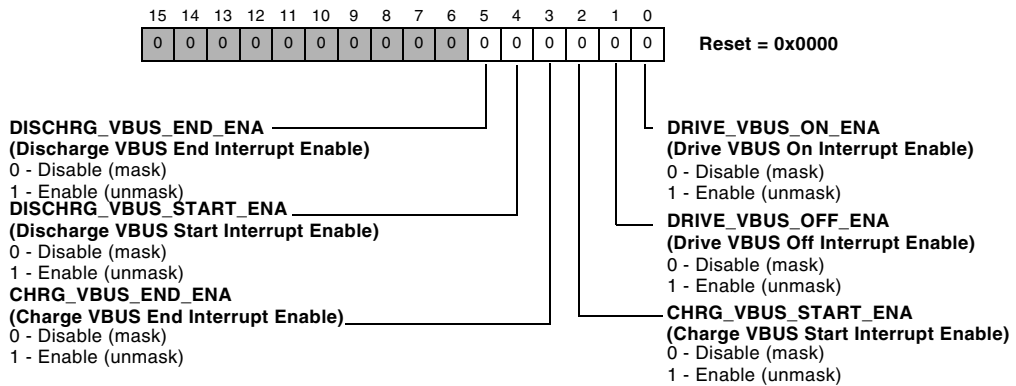 15 14 13 12 11 10 9 8 7 6 5 4 3 2 1 0
0 0 0 0 0 0 0 0 0 0 0 0 0 0 0 0
Reset = 0x0000
DISCHRG_VBUS_END_ENA
(Discharge VBUS End Interrupt Enable)
0 - Disable (mask)
1 - Enable (unmask)
DISCHRG_VBUS_START_ENA
(Discharge VBUS Start Interrupt Enable)
0 - Disable (mask)
1 - Enable (unmask)
CHRG_VBUS_END_ENA
(Charge VBUS End Interrupt Enable)
0 - Disable (mask)
1 - Enable (unmask)
DRIVE_VBUS_ON_ENA
(Drive VBUS On Interrupt Enable)
0 - Disable (mask)
1 - Enable (unmask)
DRIVE_VBUS_OFF_ENA
(Drive VBUS Off Interrupt Enable)
0 - Disable (mask)
1 - Enable (unmask)
CHRG_VBUS_START_ENA
(Charge VBUS Start Interrupt Enable)
0 - Disable (mask)
1 - Enable (unmask)